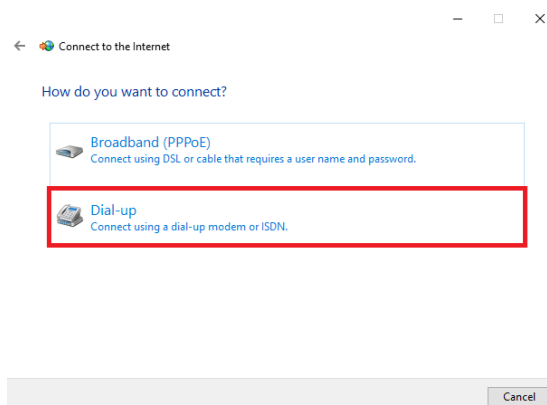 Connect to the Internet
How do you want to connect?
Broadband (PPPoE)
Connect using DSL or cable that requires a user name and password.
Dial-up
Connect using a dial-up modem or ISDN.
Cancel